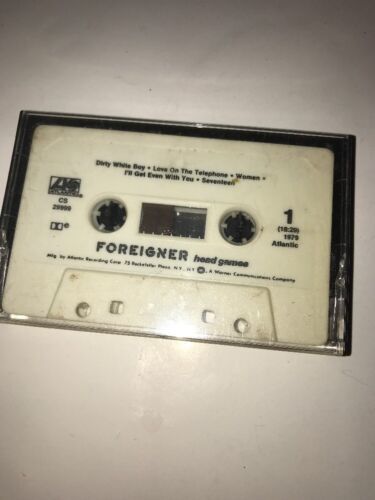 Dirty White Boy • Love On The Telephone • Women •
I'll Get Even With You • Seventeen
CS
29999
1
(18:29)
1979
Atlantic
FOREIGNER head games
Mfg. by Atlantic Recording Corp. 75 Rockefeller Plaza, N.Y., N.Y. A Warner Communications Company